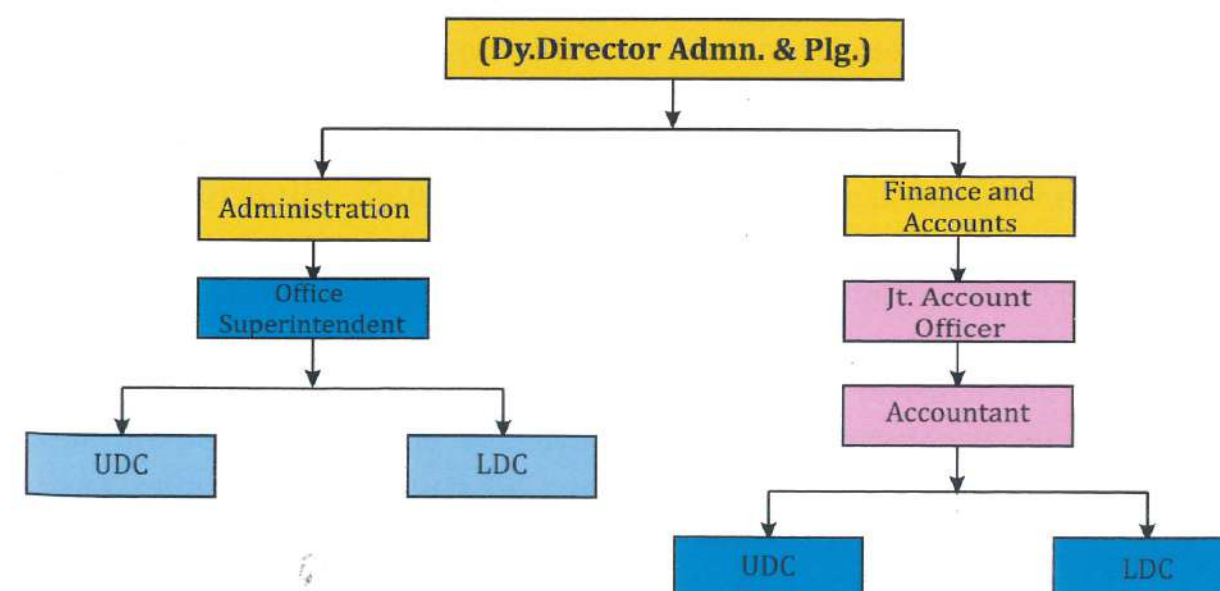 (Dy.Director Admn. & Plg.)
Administration
Finance and
Accounts
Office
Superintendent
Jt. Account
Officer
Accountant
UDC
LDC
UDC
LDC